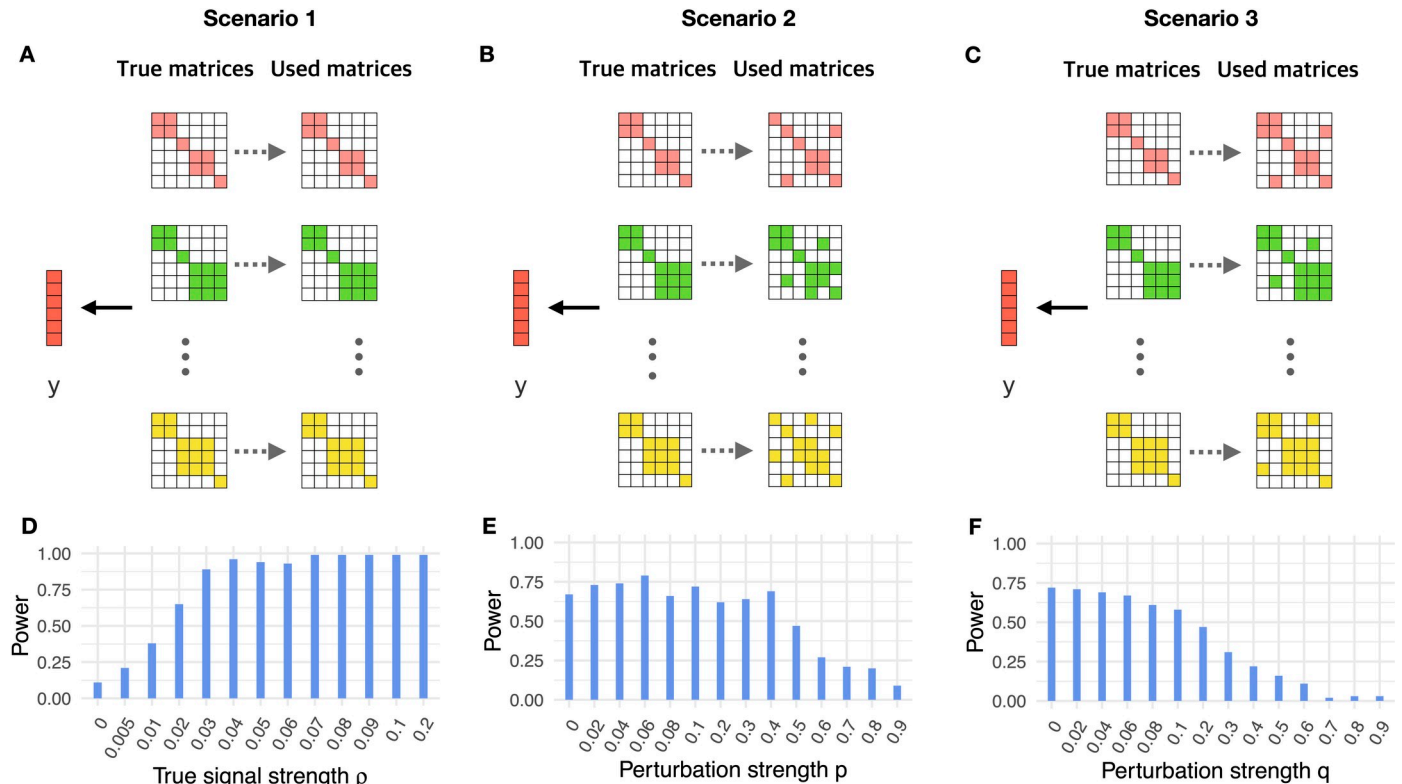 Scenario 1
Scenario 2
Scenario 3
A
True matrices Used matrices
y
B
True matrices Used matrices
y
C
True matrices Used matrices
y
D
1.00
0.75
0.50
0.25
0.00
Power
0 0.005 0.01 0.02 0.03 0.04 0.05 0.06 0.07 0.08 0.09 0.1 0.2
True signal strength ρ
E
1.00
0.75
0.50
0.25
0.00
Power
0 0.02 0.04 0.06 0.08 0.1 0.2 0.3 0.4 0.5 0.6 0.7 0.8 0.9
Perturbation strength p
F
1.00
0.75
0.50
0.25
0.00
Power
0 0.02 0.04 0.06 0.08 0.1 0.2 0.3 0.4 0.5 0.6 0.7 0.8 0.9
Perturbation strength q